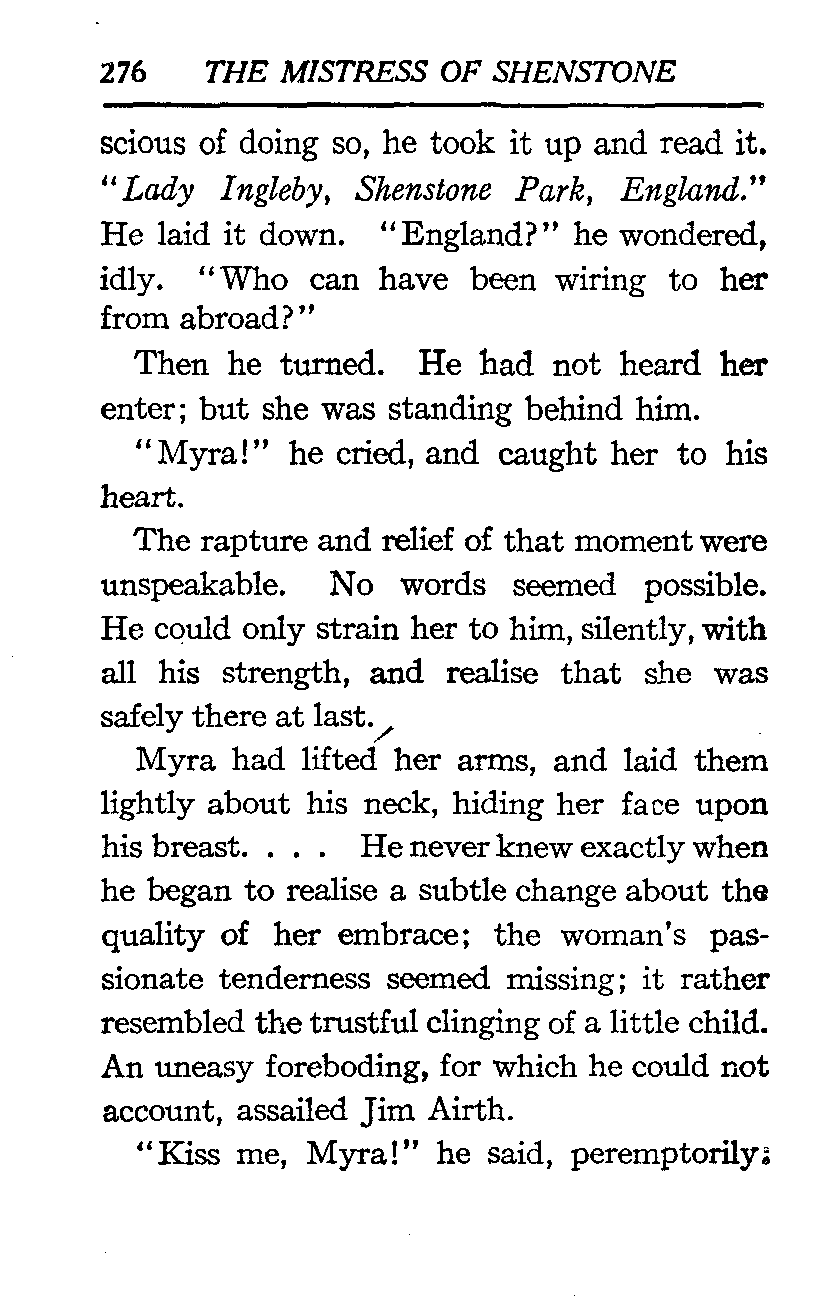 276 THE MISTRESS OF SHENSTONE
scious of doing so, he took it up and read it.
"Lady Ingleby, Shenstone Park, England."
He laid it down. "England?" he wondered,
idly. "Who can have been wiring to her
from abroad?"
Then he turned. He had not heard her
enter; but she was standing behind him.
"Myra!" he cried, and caught her to his
heart.
The rapture and relief of that moment were
unspeakable. No words seemed possible.
He could only strain her to him, silently, with
all his strength, and realise that she was
safely there at last.
Myra had lifted her arms, and laid them
lightly about his neck, hiding her face upon
his breast. . . . He never knew exactly when
he began to realise a subtle change about the
quality of her embrace; the woman's pas-
sionate tenderness seemed missing; it rather
resembled the trustful clinging of a little child.
An uneasy foreboding, for which he could not
account, assailed Jim Airth.
"Kiss me, Myra!" he said, peremptorily;